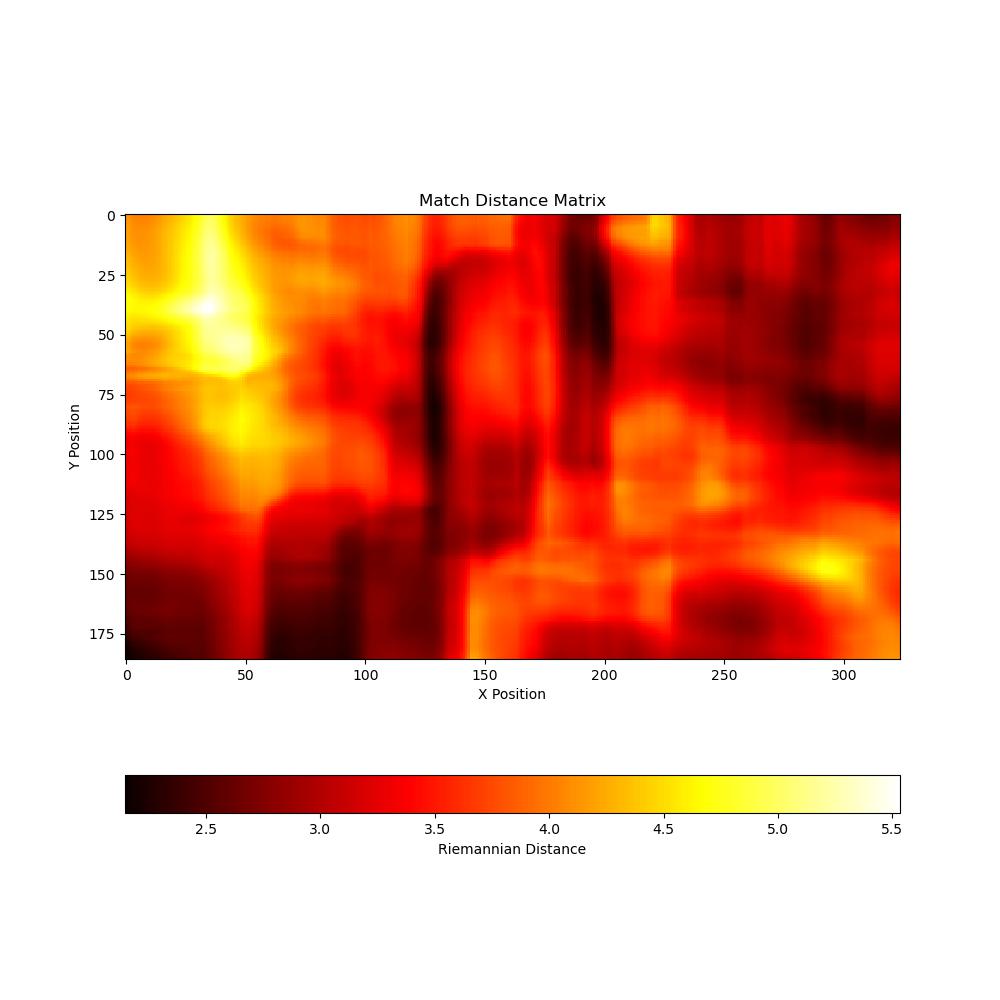 Match Distance Matrix
0
25
50
75
100
125
150
175
Y Position
0 50 100 150 200 250 300
X Position
2.5 3.0 3.5 4.0 4.5 5.0 5.5
Riemannian Distance